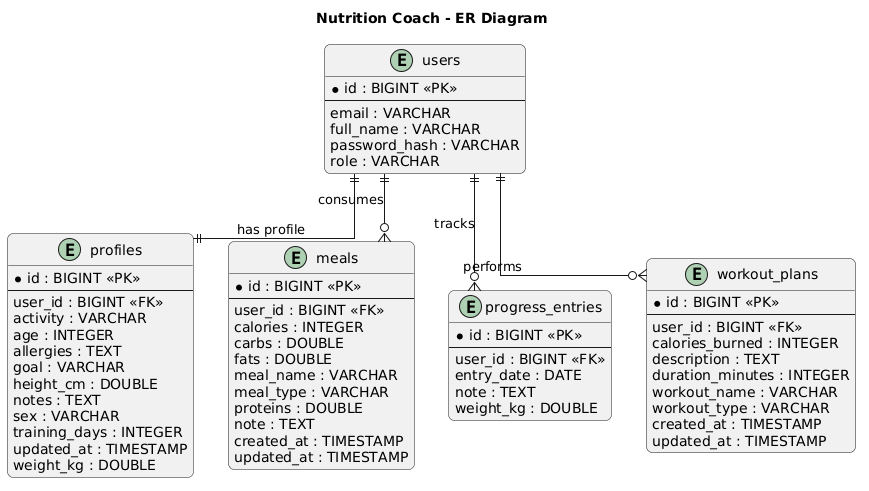 Nutrition Coach - ER Diagram
E users
* id : BIGINT «PK»
email : VARCHAR
full_name : VARCHAR
password_hash : VARCHAR
role : VARCHAR
has profile
consumes
tracks
performs
E profiles
* id : BIGINT «PK»
user_id : BIGINT «FK»
activity : VARCHAR
age : INTEGER
allergies : TEXT
goal : VARCHAR
height_cm : DOUBLE
notes : TEXT
sex : VARCHAR
training_days : INTEGER
updated_at : TIMESTAMP
weight_kg : DOUBLE
E meals
* id : BIGINT «PK»
user_id : BIGINT «FK»
calories : INTEGER
carbs : DOUBLE
fats : DOUBLE
meal_name : VARCHAR
meal_type : VARCHAR
proteins : DOUBLE
note : TEXT
created_at : TIMESTAMP
updated_at : TIMESTAMP
E progress_entries
* id : BIGINT «PK»
user_id : BIGINT «FK»
entry_date : DATE
note : TEXT
weight_kg : DOUBLE
E workout_plans
* id : BIGINT «PK»
user_id : BIGINT «FK»
calories_burned : INTEGER
description : TEXT
duration_minutes : INTEGER
workout_name : VARCHAR
workout_type : VARCHAR
created_at : TIMESTAMP
updated_at : TIMESTAMP